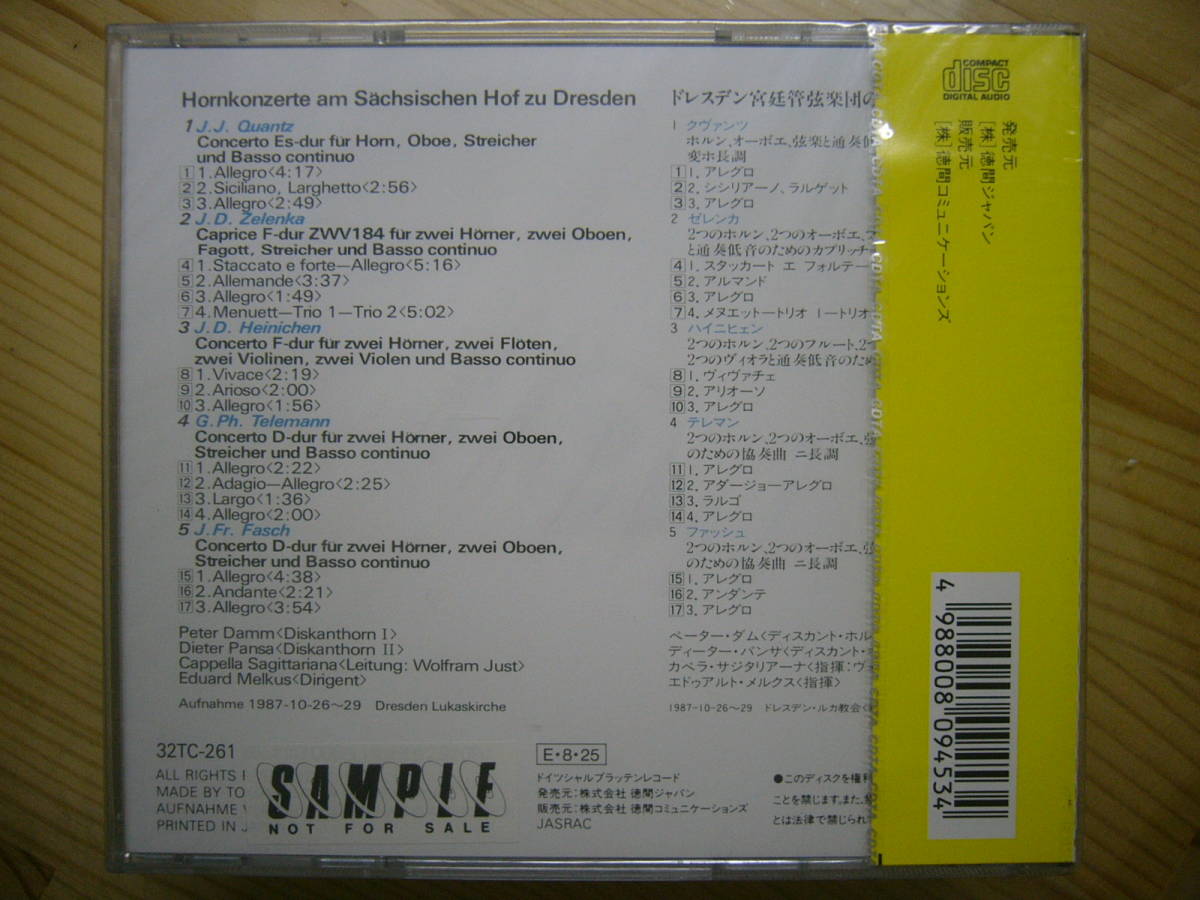 Hornkonzerte am Sächsischen Hof zu Dresden
1 J.J. Quantz
Concerto Es-dur für Horn, Oboe, Streicher
und Basso continuo
1 1.Allegro<4:17>
2 2.Siciliano, Larghetto<2:56>
3 3.Allegro<2:49>
2 J.D. Zelenka
Caprice F-dur ZWV184 für zwei Hörner, zwei Oboen,
Fagott, Streicher und Basso continuo
4 1.Staccato e forte—Allegro<5:16>
5 2.Allemande<3:37>
6 3.Allegro<1:49>
7 4.Menuett—Trio 1—Trio 2<5:02>
3 J.D. Heinichen
Concerto F-dur für zwei Hörner, zwei Flöten,
zwei Violinen, zwei Violen und Basso continuo
8 1.Vivace<2:19>
9 2.Arioso<2:00>
10 3.Allegro<1:56>
4 G.Ph. Telemann
Concerto D-dur für zwei Hörner, zwei Oboen,
Streicher und Basso continuo
11 1.Allegro<2:22>
12 2.Adagio—Allegro<2:25>
13 3.Largo<1:36>
14 4.Allegro<2:00>
5 J.Fr. Fasch
Concerto D-dur für zwei Hörner, zwei Oboen,
Streicher und Basso continuo
15 1.Allegro<4:38>
16 2.Andante<2:21>
17 3.Allegro<3:54>
Peter Damm<Diskanthorn I>
Dieter Pansa<Diskanthorn II>
Cappella Sagittariana<Leitung: Wolfram Just>
Eduard Melkus<Dirigent>
Aufnahme 1987-10-26~29 Dresden Lukaskirche
32TC-261
ALL RIGHTS
MADE BY TO
AUFNAHME
PRINTED IN
SAMPLE
NOT FOR SALE
ドレスデン宮廷管弦楽団の
1 クヴァンツ
ホルン、オーボエ、弦楽と通奏低
変ホ長調
1 1. アレグロ
2 2. シシリアーノ、ラルゲット
3 3. アレグロ
2 ゼレンカ
2つのホルン、2つのオーボエ、
と通奏低音のためのカプリッチ
4 1. スタッカート エ フォルテー
5 2. アルマンド
6 3. アレグロ
7 4. メヌエットートリオ 1ートリオ
3 ハイニヒェン
2つのホルン、2つのフルート、2
2つのヴィオラと通奏低音のため
8 1. ヴィヴァチェ
9 2. アリオーソ
10 3. アレグロ
4 テレマン
2つのホルン、2つのオーボエ、弦
のための協奏曲 ニ長調
11 1. アレグロ
12 2. アダージョーアレグロ
13 3. ラルゴ
14 4. アレグロ
5 ファッシュ
2つのホルン、2つのオーボエ、弦
のための協奏曲 ニ長調
15 1. アレグロ
16 2. アンダンテ
17 3. アレグロ
ペーター・ダム<ディスカント・ホル
ディーター・パンサ<ディスカント・
カペラ・サジタリアーナ<指揮:ヴォ
エドゥアルト・メルクス<指揮>
1987-10-26~29 ドレスデン・ルカ教会
E・8・25
ドイツシャルプラッテンレコード
発売元:株式会社 徳間ジャパン
販売元:株式会社 徳間コミュニケーションズ
JASRAC
●このディスクを権利
ことを禁じます。また、
とは法律で禁じられ
COMPACT
disc
DIGITAL AUDIO
発売元
[株]徳間ジャパン
販売元
[株]徳間コミュニケーションズ
4 988008 094534